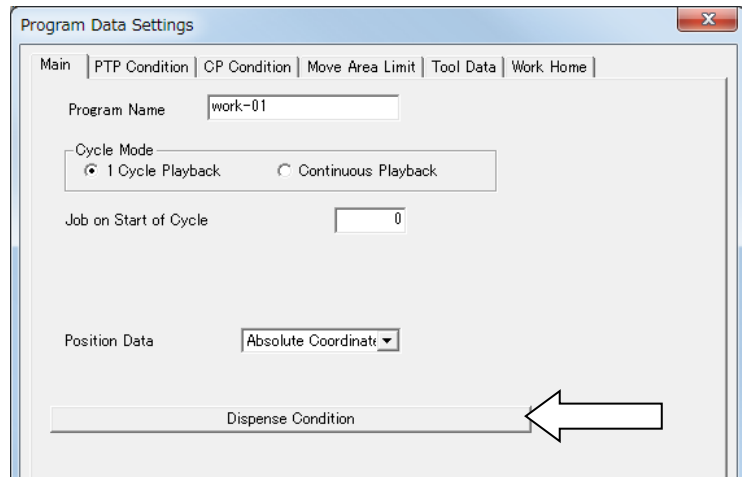 Program Data Settings
Main PTP Condition CP Condition Move Area Limit Tool Data Work Home
Program Name work-01
Cycle Mode
1 Cycle Playback Continuous Playback
Job on Start of Cycle 0
Position Data Absolute Coordinate
Dispense Condition